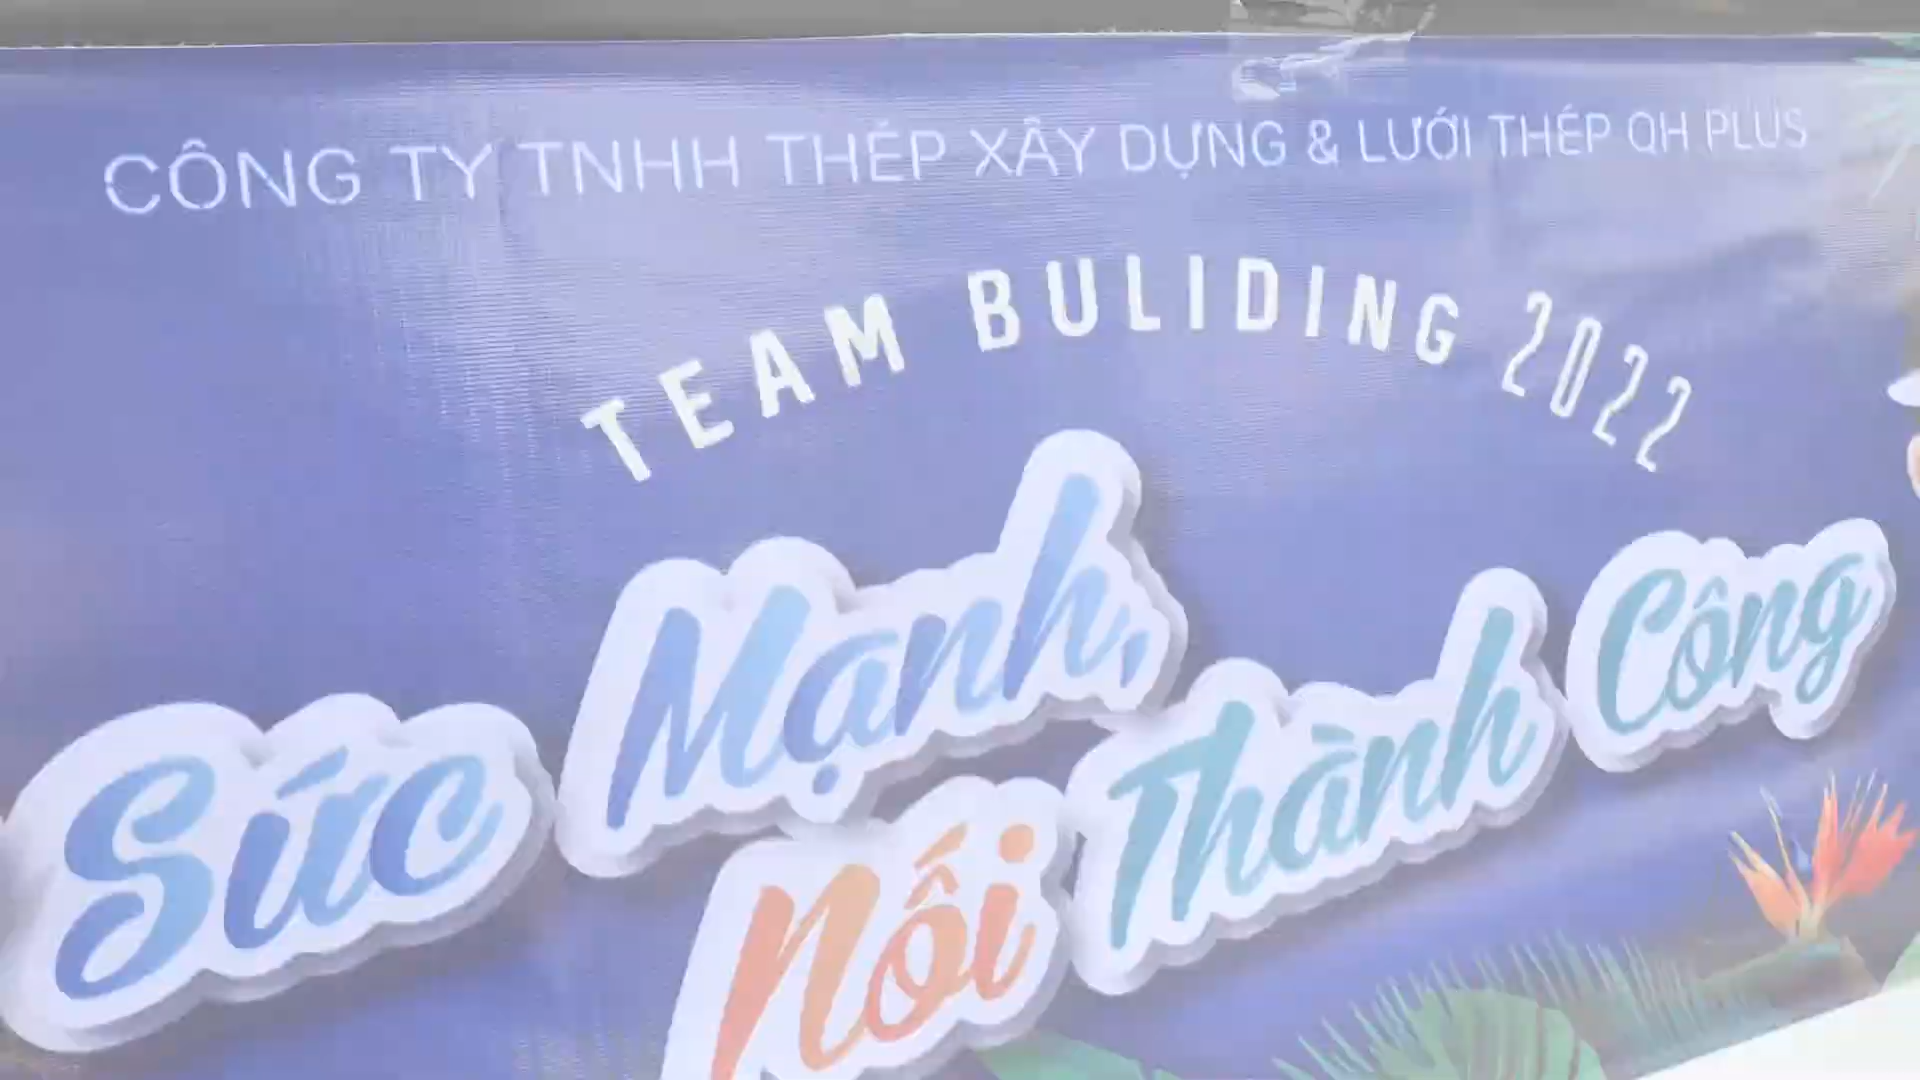 CÔNG TY TNHH THÉP XÂY DỰNG & LƯỚI THÉP QH PLUS
TEAM BULIDING 2022
Sức Mạnh,
Nối Thành Công